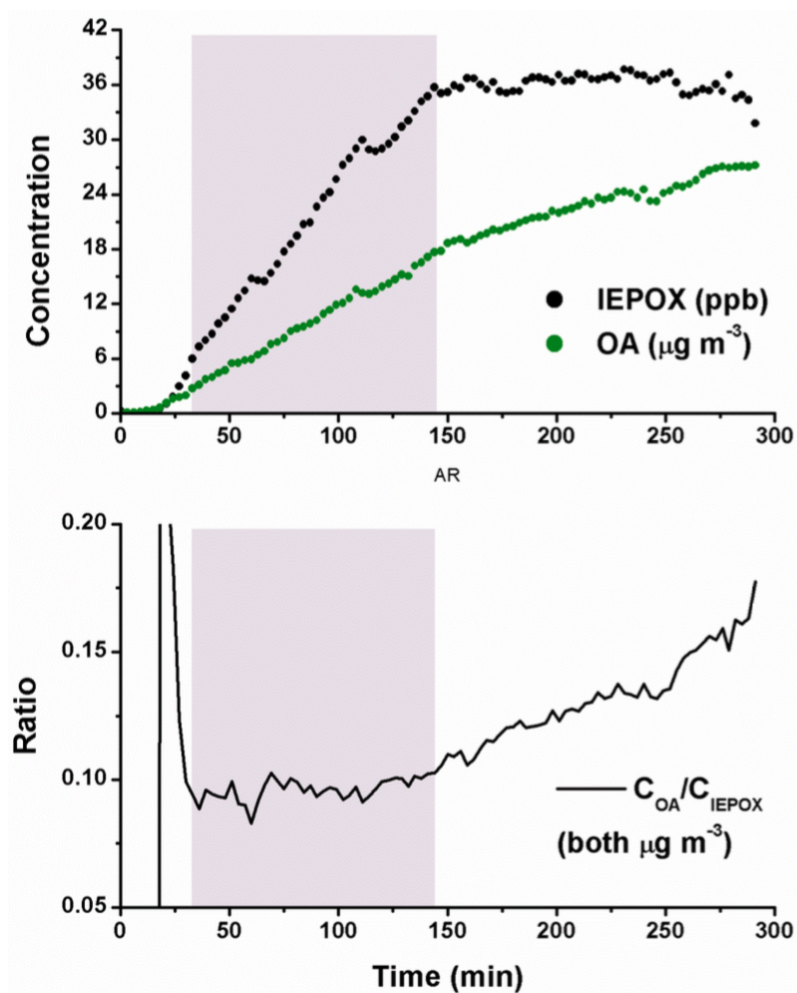 42
36
30
24
18
12
6
0
Concentration
IEPOX (ppb)
OA (μg m⁻³)
0 50 100 150 200 250 300
AR
0.20
0.15
0.10
0.05
Ratio
C_OA/C_IEPOX
(both μg m⁻³)
0 50 100 150 200 250 300
Time (min)